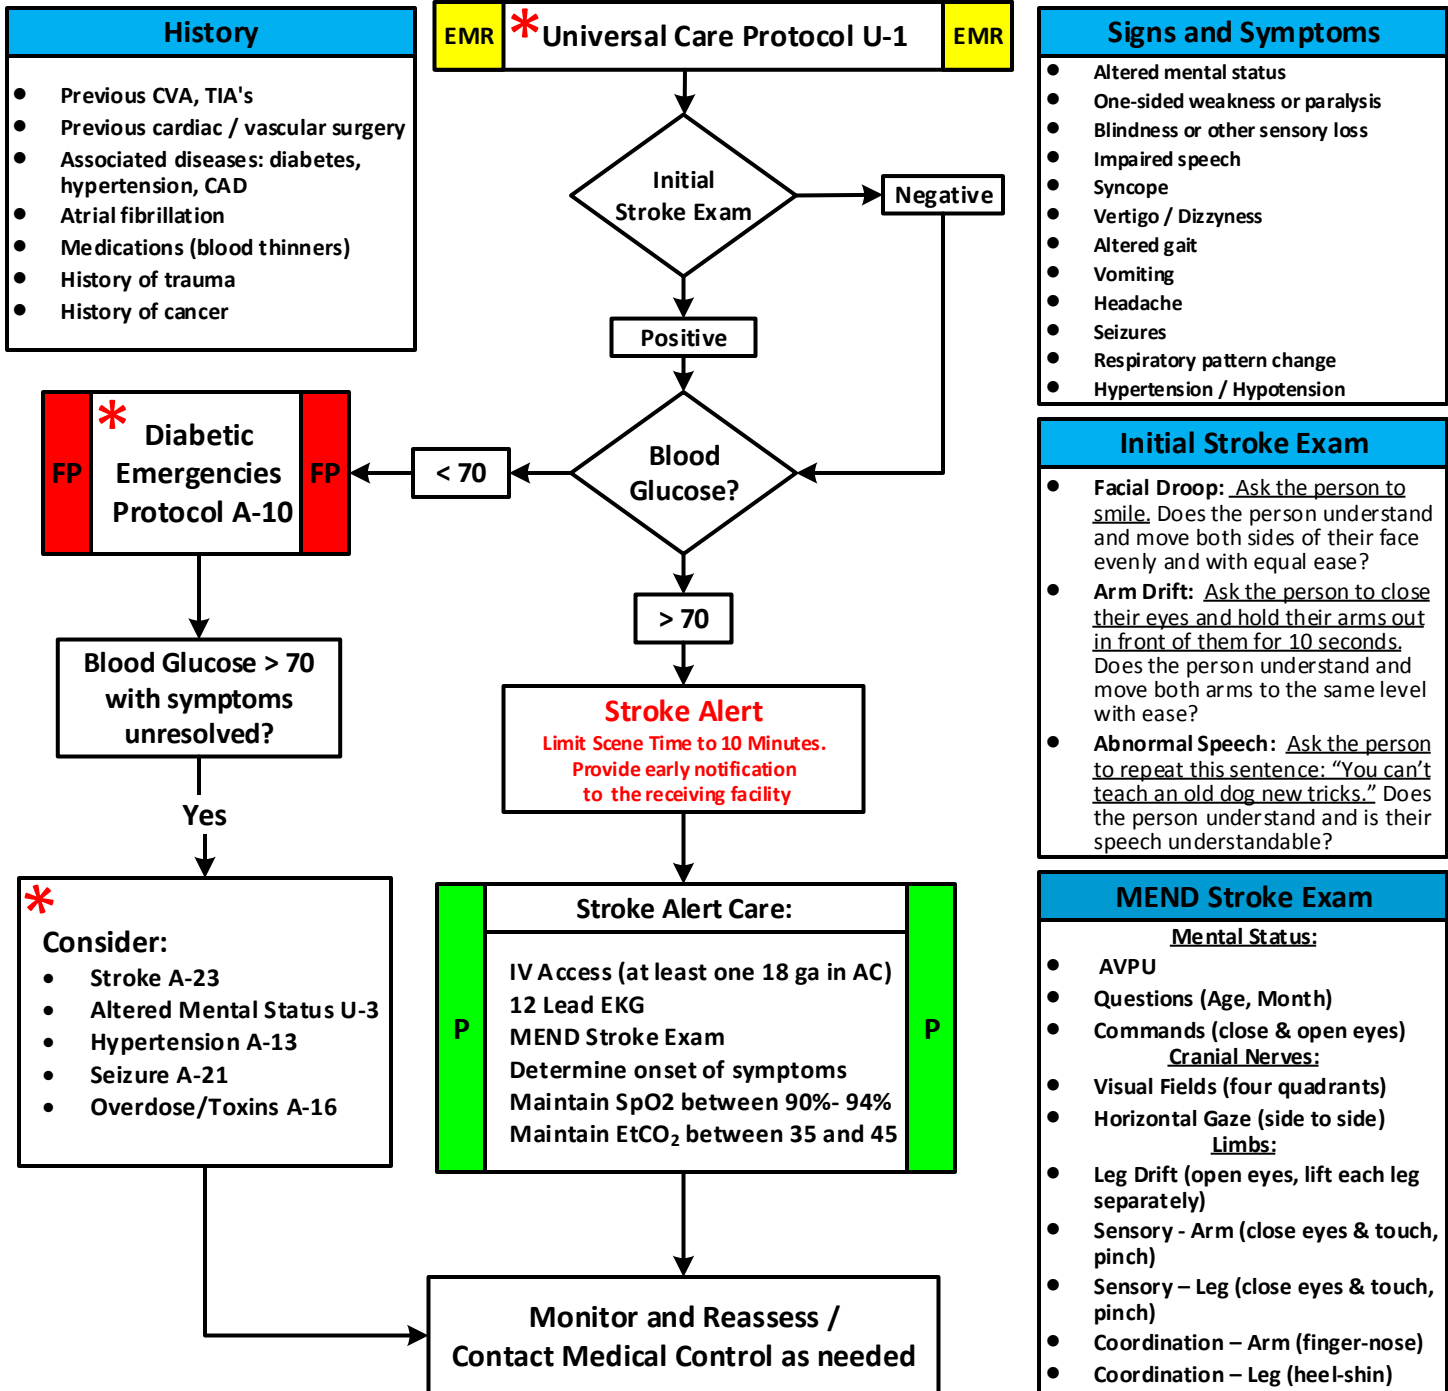 History
● Previous CVA, TIA's
● Previous cardiac / vascular surgery
● Associated diseases: diabetes,
hypertension, CAD
● Atrial fibrillation
● Medications (blood thinners)
● History of trauma
● History of cancer
EMR
*Universal Care Protocol U-1
EMR
Initial
Stroke Exam
Negative
Positive
Blood
Glucose?
< 70
FP
*
Diabetic
Emergencies
Protocol A-10
FP
> 70
Blood Glucose > 70
with symptoms
unresolved?
Yes
*
Consider:
• Stroke A-23
• Altered Mental Status U-3
• Hypertension A-13
• Seizure A-21
• Overdose/Toxins A-16
Stroke Alert
Limit Scene Time to 10 Minutes.
Provide early notification
to the receiving facility
P
Stroke Alert Care:
IV Access (at least one 18 ga in AC)
12 Lead EKG
MEND Stroke Exam
Determine onset of symptoms
Maintain SpO2 between 90%- 94%
Maintain EtCO₂ between 35 and 45
P
Monitor and Reassess /
Contact Medical Control as needed
Signs and Symptoms
● Altered mental status
● One-sided weakness or paralysis
● Blindness or other sensory loss
● Impaired speech
● Syncope
● Vertigo / Dizzyness
● Altered gait
● Vomiting
● Headache
● Seizures
● Respiratory pattern change
● Hypertension / Hypotension
Initial Stroke Exam
● Facial Droop: Ask the person to
smile. Does the person understand
and move both sides of their face
evenly and with equal ease?
● Arm Drift: Ask the person to close
their eyes and hold their arms out
in front of them for 10 seconds.
Does the person understand and
move both arms to the same level
with ease?
● Abnormal Speech: Ask the person
to repeat this sentence: “You can’t
teach an old dog new tricks.” Does
the person understand and is their
speech understandable?
MEND Stroke Exam
Mental Status:
● AVPU
● Questions (Age, Month)
● Commands (close & open eyes)
Cranial Nerves:
● Visual Fields (four quadrants)
● Horizontal Gaze (side to side)
Limbs:
● Leg Drift (open eyes, lift each leg
separately)
● Sensory - Arm (close eyes & touch,
pinch)
● Sensory – Leg (close eyes & touch,
pinch)
● Coordination – Arm (finger-nose)
● Coordination – Leg (heel-shin)